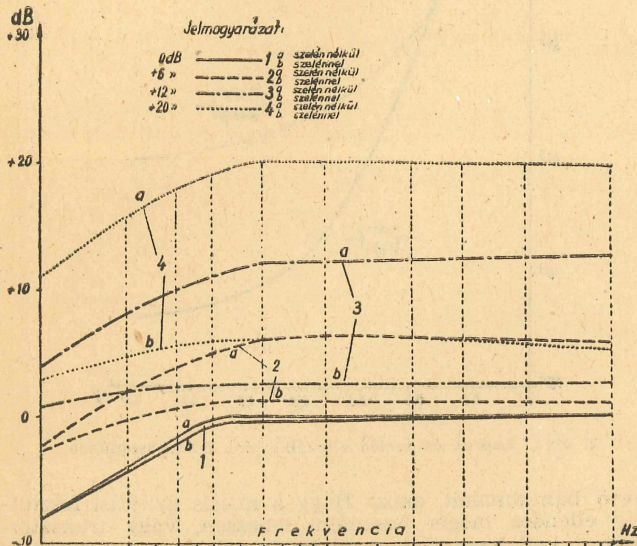 dB
+30
Jelmagyarázat:
0dB 1 a szelén nélkül
b szelénnel
+6 " 2 a szelén nélkül
b szelénnel
+12 " 3 a szelén nélkül
b szelénnel
+20 " 4 a szelén nélkül
b szelénnel
+20
a
a
+10
4
3
b
a
2
b
b
0
a
b
1
-10
Frekvencia Hz